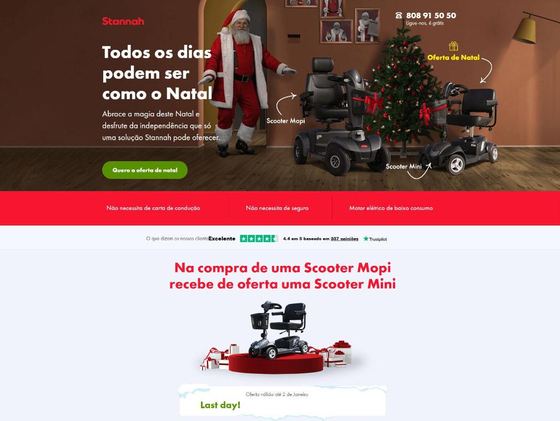 Stannah
808 91 50 50
Ligue-nos, é grátis
Todos os dias
podem ser
como o Natal
Oferta de Natal
Abrace a magia deste Natal e
desfrute da independência que só
uma solução Stannah pode oferecer.
Scooter Mopi
Scooter Mini
Quero a oferta de natal
Não necessita de carta de condução
Não necessita de seguro
Motor elétrico de baixo consumo
O que dizem os nossos clientes
Excelente
4.4 em 5 baseado em 337 opiniões
Trustpilot
Na compra de uma Scooter Mopi
recebe de oferta uma Scooter Mini
Oferta válida até 2 de Janeiro
Last day!